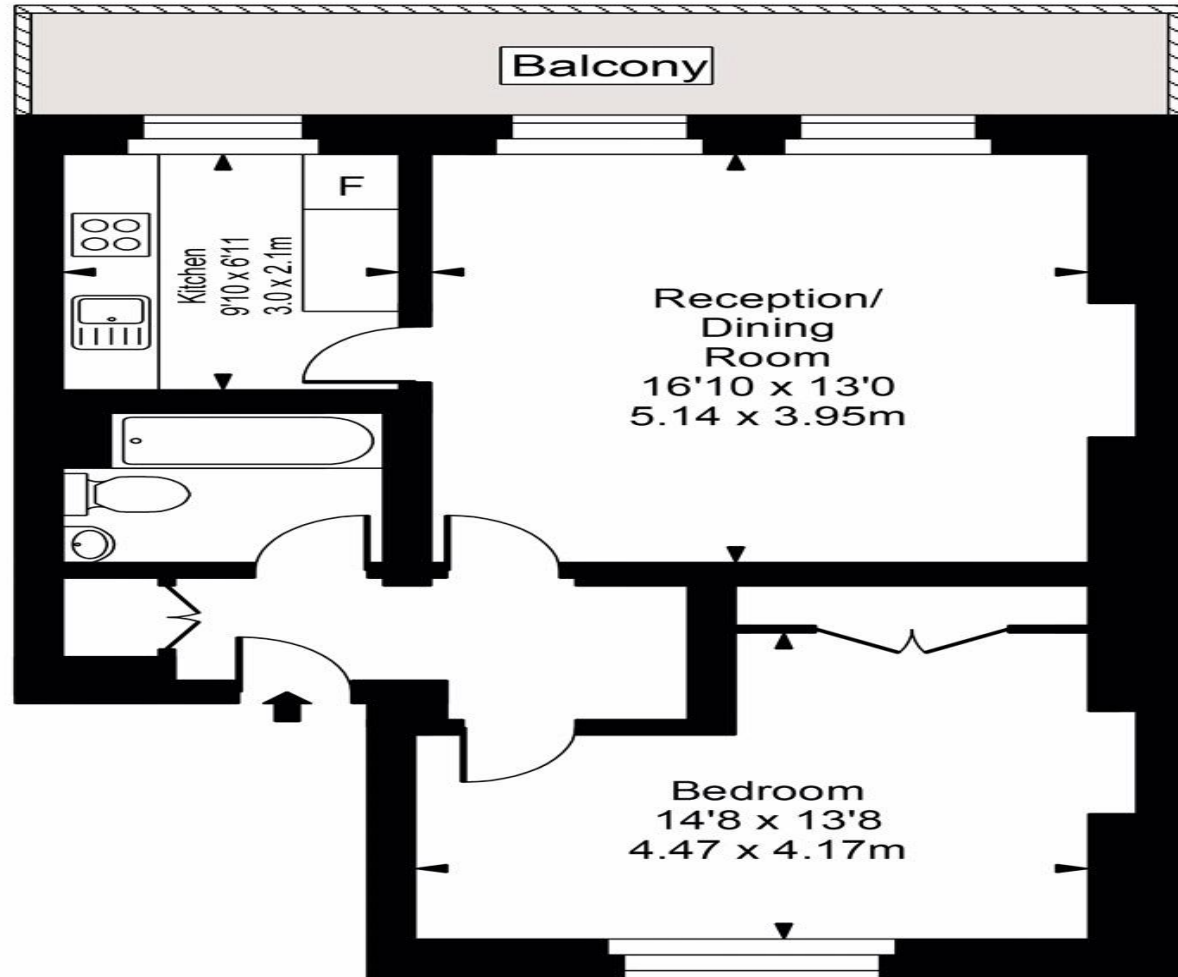 Balcony
F
Kitchen
9'10 x 6'11
3.0 x 2.1m
Reception/
Dining
Room
16'10 x 13'0
5.14 x 3.95m
Bedroom
14'8 x 13'8
4.47 x 4.17m